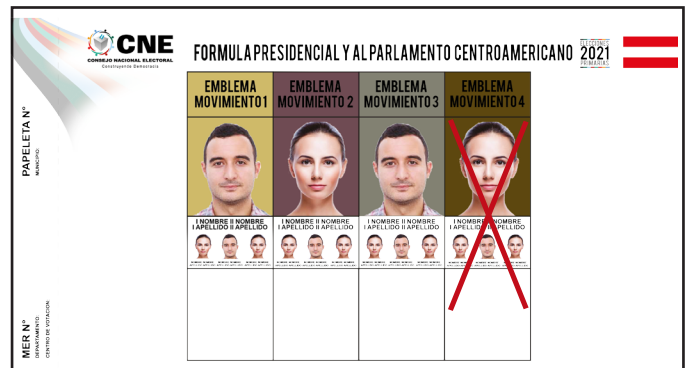 CNE
CONSEJO NACIONAL ELECTORAL
Construyendo Democracia
FORMULA PRESIDENCIAL Y AL PARLAMENTO CENTROAMERICANO
ELECCIONES
2021
PRIMARIAS
EMBLEMA
MOVIMIENTO 1
EMBLEMA
MOVIMIENTO 2
EMBLEMA
MOVIMIENTO 3
EMBLEMA
MOVIMIENTO 4
I NOMBRE II NOMBRE
I APELLIDO II APELLIDO
I NOMBRE II NOMBRE
I APELLIDO II APELLIDO
I NOMBRE II NOMBRE
I APELLIDO II APELLIDO
I NOMBRE II NOMBRE
I APELLIDO II APELLIDO
PAPELETA N°
MUNICIPIO:
MER N°
DEPARTAMENTO:
CENTRO DE VOTACION: